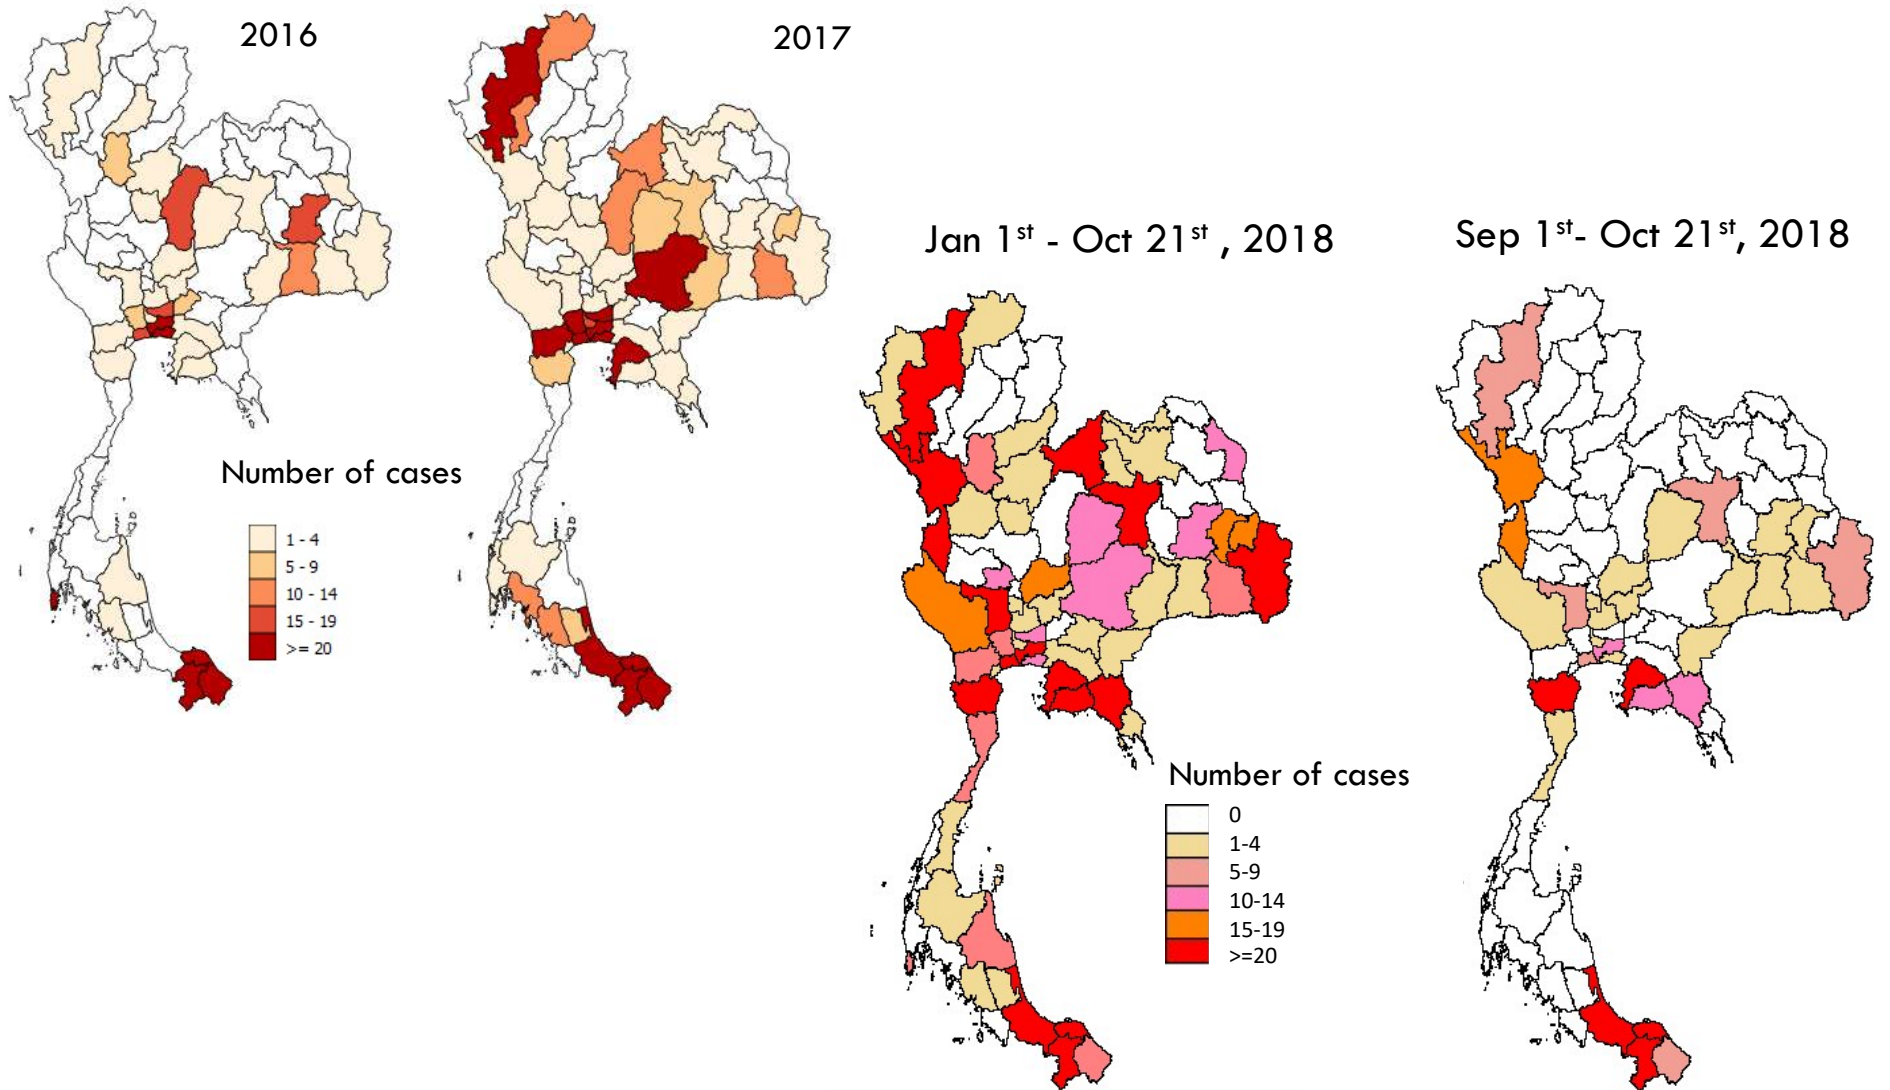 2016
2017
Number of cases
1 - 4
5 - 9
10 - 14
15 - 19
>= 20
Jan 1st - Oct 21st , 2018
Sep 1st- Oct 21st, 2018
Number of cases
0
1-4
5-9
10-14
15-19
>=20